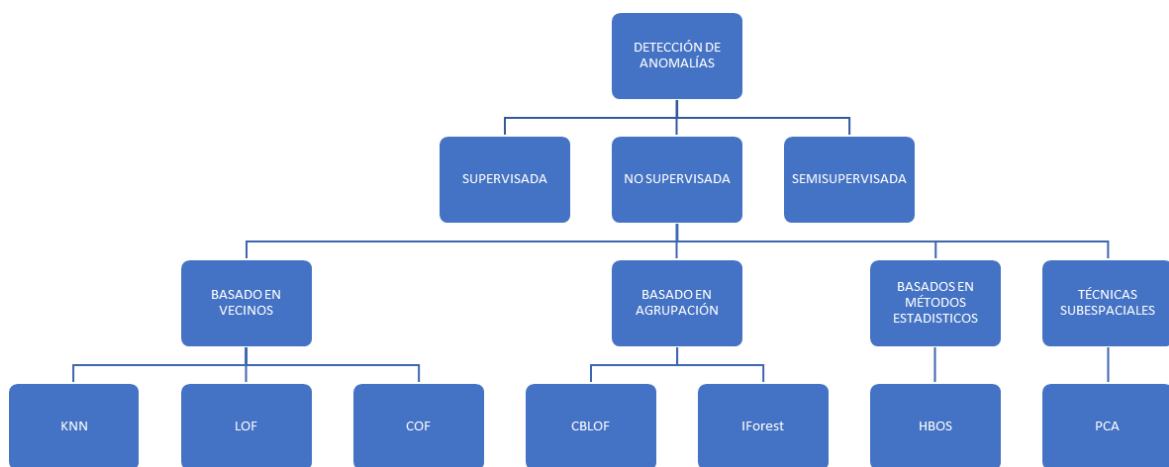 DETECCIÓN DE
ANOMALÍAS
SUPERVISADA
NO SUPERVISADA
SEMISUPERVISADA
BASADO EN
VECINOS
BASADO EN
AGRUPACIÓN
BASADOS EN
MÉTODOS
ESTADISTICOS
TÉCNICAS
SUBESPACIALES
KNN
LOF
COF
CBLOF
IForest
HBOS
PCA